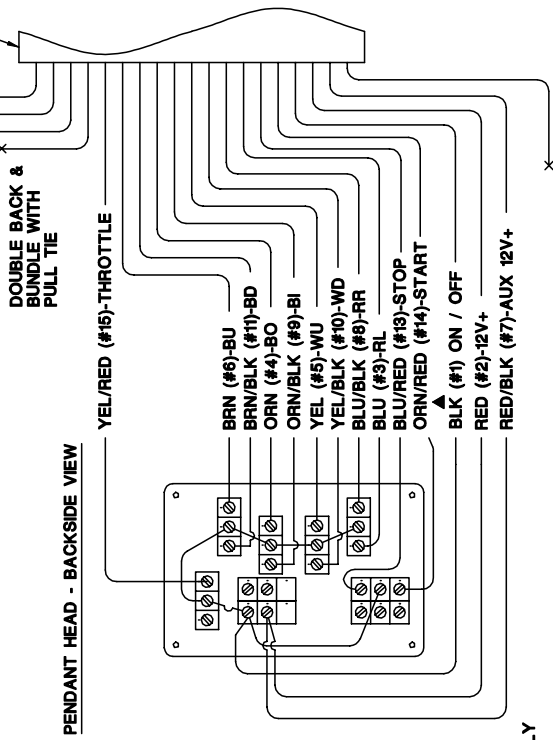 DOUBLE BACK &
BUNDLE WITH
PULL TIE
YEL/RED (#15)-THROTTLE
BRN (#6)-BU
BRN/BLK (#11)-BD
ORN (#4)-BO
ORN/BLK (#9)-BI
YEL (#5)-WU
YEL/BLK (#10)-WD
BLU/BLK (#8)-RR
BLU (#3)-RL
BLU/RED (#13)-STOP
ORN/RED (#14)-START
BLK (#1) ON / OFF
RED (#2)-12V+
RED/BLK (#7)-AUX 12V+
PENDANT HEAD - BACKSIDE VIEW
LY